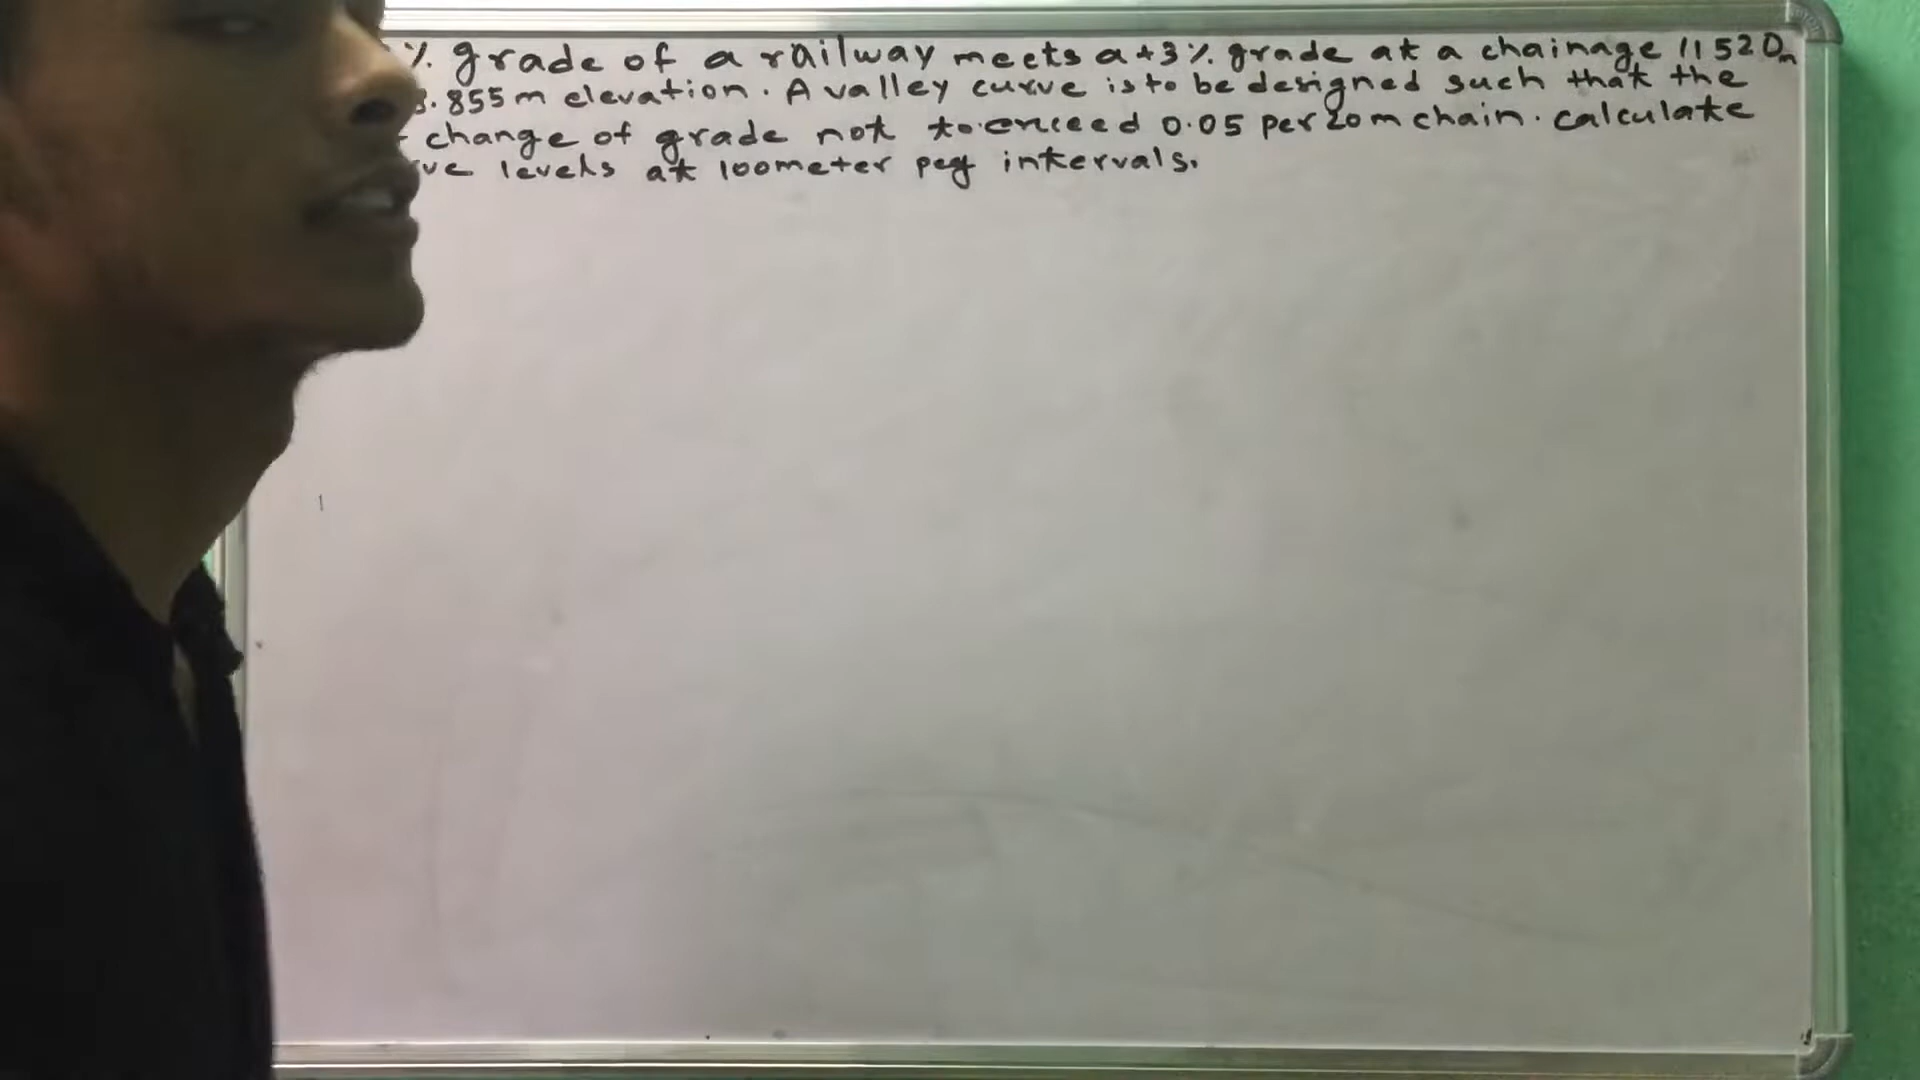 % grade of a railway meets a +3% grade at a chainage 11520m
.855m elevation. A valley curve is to be designed such that the
change of grade not to exceed 0.05 per 20m chain. calculate
ve levels at 100meter peg intervals.